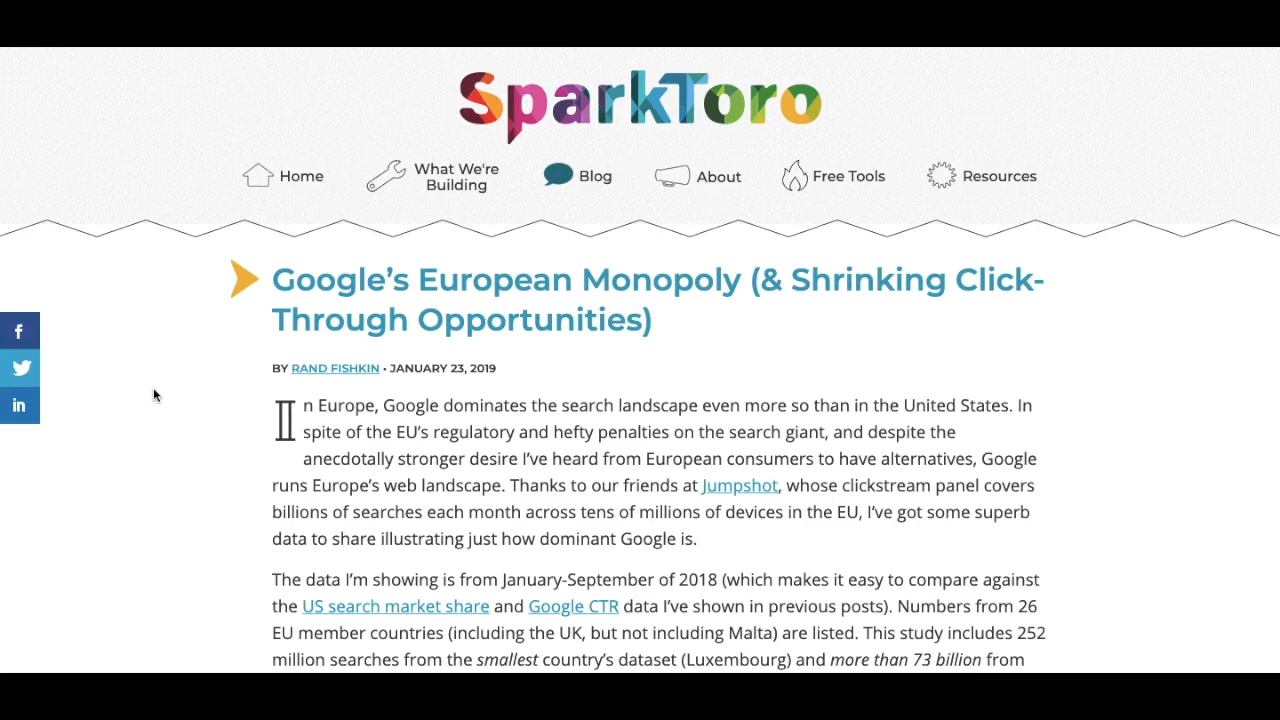 SparkToro
Home
What We're
Building
Blog
About
Free Tools
Resources
Google’s European Monopoly (& Shrinking Click-
Through Opportunities)
BY RAND FISHKIN • JANUARY 23, 2019
In Europe, Google dominates the search landscape even more so than in the United States. In
spite of the EU’s regulatory and hefty penalties on the search giant, and despite the
anecdotally stronger desire I’ve heard from European consumers to have alternatives, Google
runs Europe’s web landscape. Thanks to our friends at Jumpshot, whose clickstream panel covers
billions of searches each month across tens of millions of devices in the EU, I’ve got some superb
data to share illustrating just how dominant Google is.
The data I’m showing is from January-September of 2018 (which makes it easy to compare against
the US search market share and Google CTR data I’ve shown in previous posts). Numbers from 26
EU member countries (including the UK, but not including Malta) are listed. This study includes 252
million searches from the smallest country’s dataset (Luxembourg) and more than 73 billion from